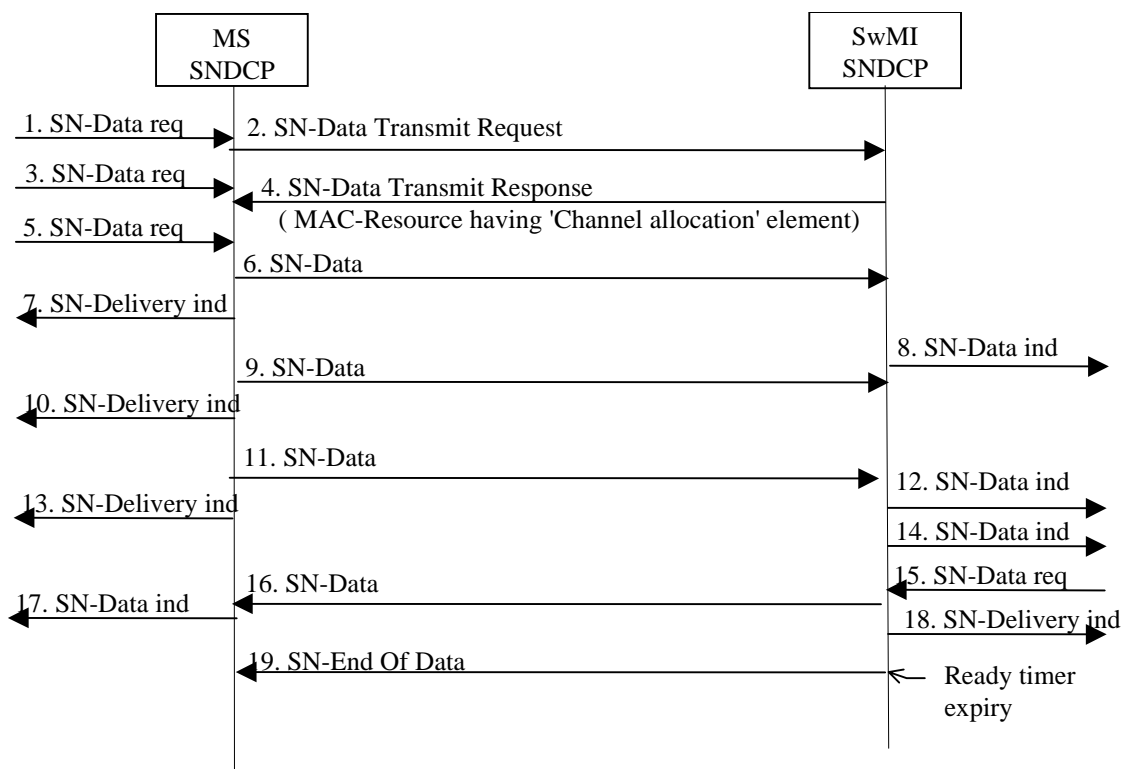 MS
SNDCP
SwMI
SNDCP
1. SN-Data req
2. SN-Data Transmit Request
3. SN-Data req
4. SN-Data Transmit Response
( MAC-Resource having 'Channel allocation' element)
5. SN-Data req
6. SN-Data
7. SN-Delivery ind
8. SN-Data ind
9. SN-Data
10. SN-Delivery ind
11. SN-Data
12. SN-Data ind
13. SN-Delivery ind
14. SN-Data ind
15. SN-Data req
16. SN-Data
17. SN-Data ind
18. SN-Delivery ind
19. SN-End Of Data
Ready timer
expiry